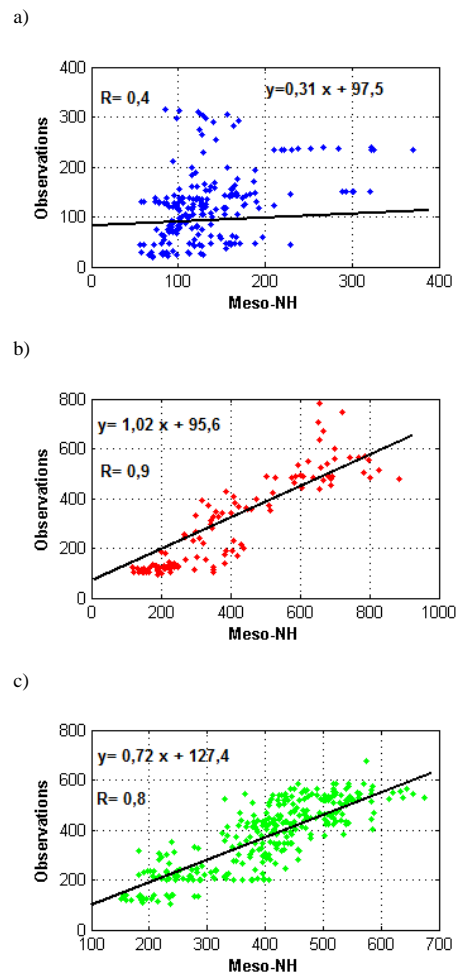 a)
R= 0,4
y=0,31 x + 97,5
400
300
200
100
0
Observations
0 100 200 300 400
Meso-NH
b)
y= 1,02 x + 95,6
R= 0,9
800
600
400
200
0
Observations
0 200 400 600 800 1000
Meso-NH
c)
y= 0,72 x + 127,4
R= 0,8
800
600
400
200
0
Observations
100 200 300 400 500 600 700
Meso-NH